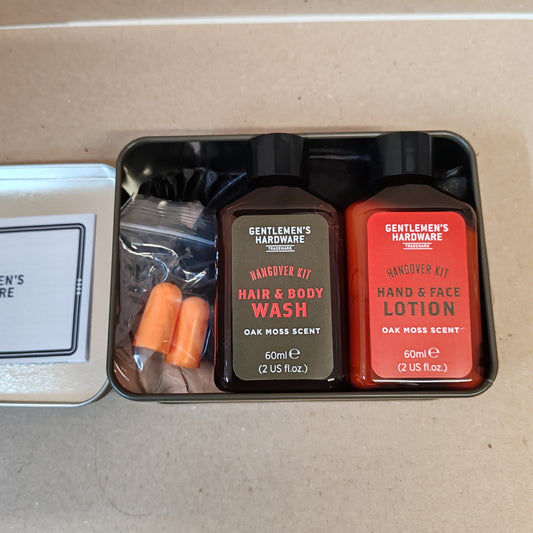 MEN'S
RE
GENTLEMEN'S
HARDWARE
TRADEMARK
HANGOVER KIT
HAIR & BODY
WASH
OAK MOSS SCENT
60ml ℮
(2 US fl.oz.)
GENTLEMEN'S
HARDWARE
TRADEMARK
HANGOVER KIT
HAND & FACE
LOTION
OAK MOSS SCENT
60ml ℮
(2 US fl.oz.)